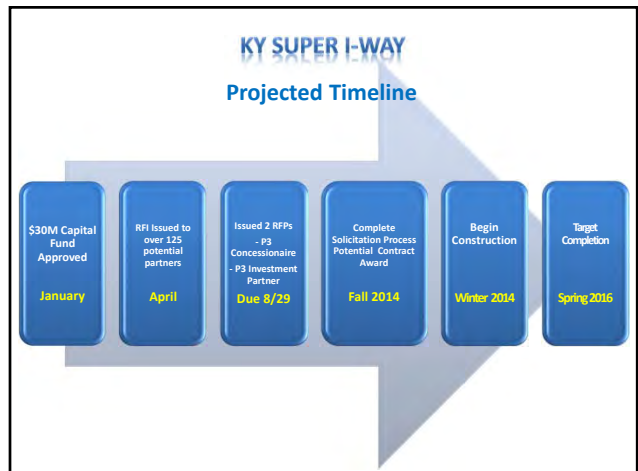 KY SUPER I-WAY
Projected Timeline
$30M Capital
Fund
Approved
January
RFI Issued to
over 125
potential
partners
April
Issued 2 RFPs
- P3
Concessionaire
- P3 Investment
Partner
Due 8/29
Complete
Solicitation Process
Potential Contract
Award
Fall 2014
Begin
Construction
Winter 2014
Target
Completion
Spring 2016